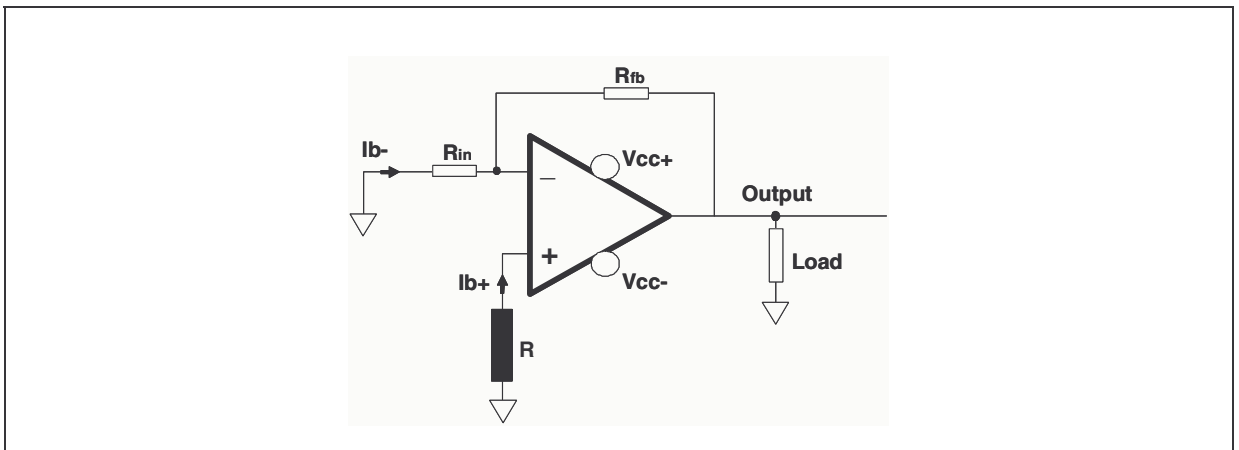 Rfb
Ib-
Rin
Vcc+
−
Output
+
Load
Ib+
Vcc-
R